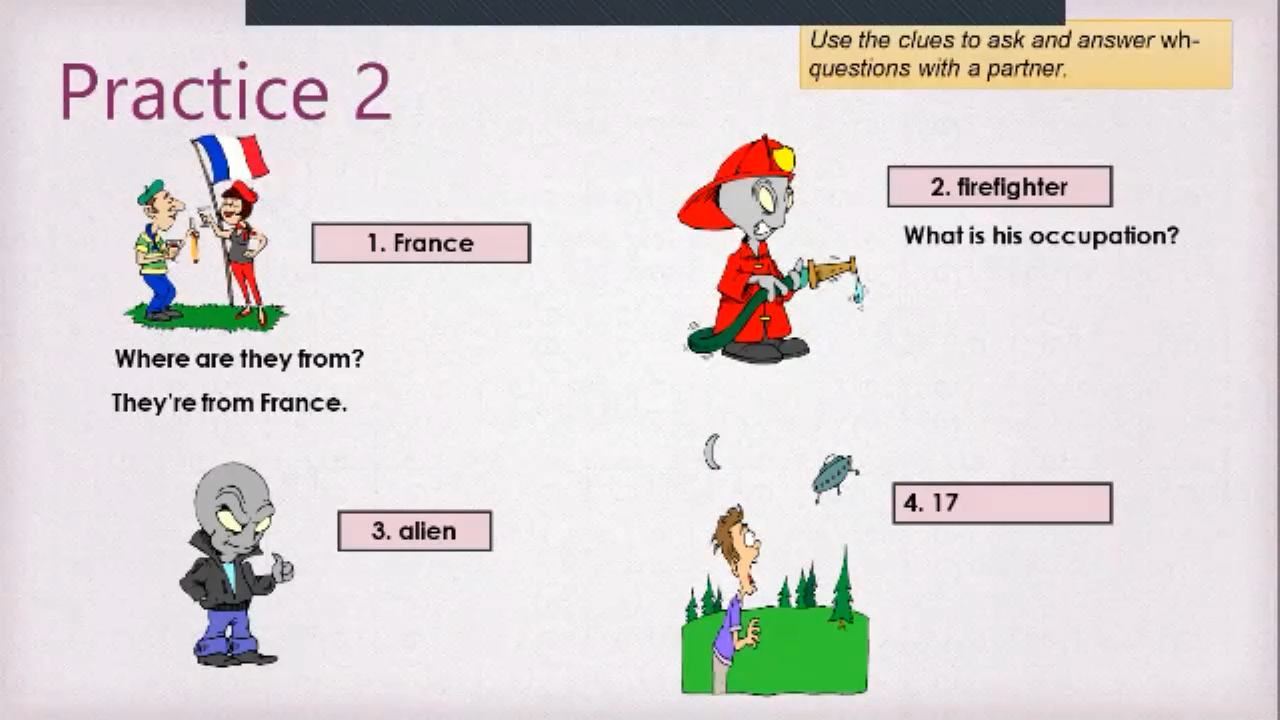 Use the clues to ask and answer wh-
questions with a partner.
Practice 2
1. France
Where are they from?
They're from France.
2. firefighter
What is his occupation?
3. alien
4. 17